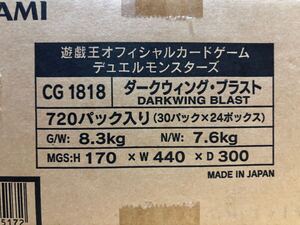 AMI
遊戯王オフィシャルカードゲーム
デュエルモンスターズ
CG 1818 ダークウィング・ブラスト
DARKWING BLAST
720パック入り (30パック×24ボックス)
G/W: 8.3kg N/W: 7.6kg
MGS: H 170 × W 440 × D 300
MADE IN JAPAN
5172